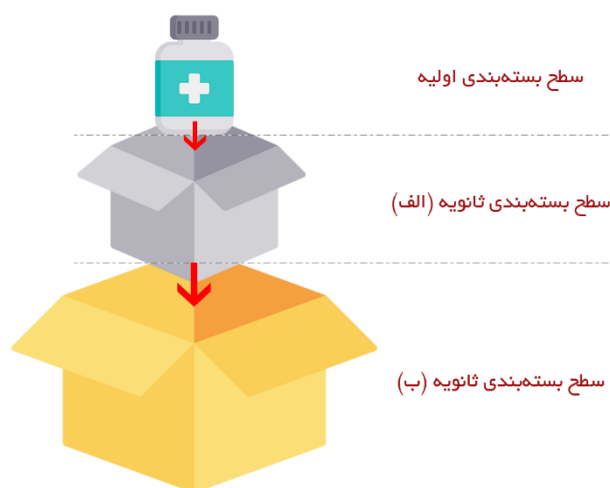 سطح بسته‌بندی اولیه
سطح بسته‌بندی ثانویه (الف)
سطح بسته‌بندی ثانویه (ب)